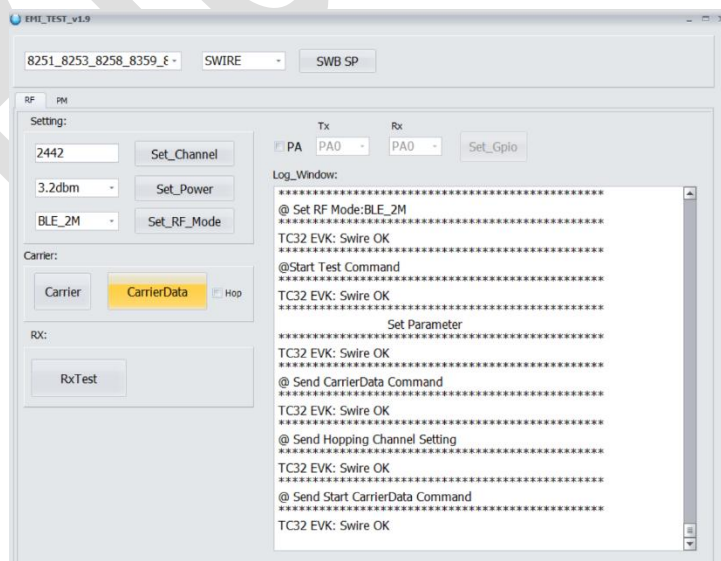 EMI_TEST_v1.9
8251_8253_8258_8359_8 SWIRE SWB SP
RF PM
Setting:
2442 Set_Channel
3.2dbm Set_Power
BLE_2M Set_RF_Mode
Carrier:
Carrier CarrierData Hop
RX:
RxTest
Tx Rx
PA PA0 PA0 Set_Gpio
Log_Window:
**************************************************
@ Set RF Mode:BLE_2M
**************************************************
TC32 EVK: Swire OK
**************************************************
@Start Test Command
**************************************************
TC32 EVK: Swire OK
**************************************************
Set Parameter
**************************************************
TC32 EVK: Swire OK
**************************************************
@ Send CarrierData Command
**************************************************
TC32 EVK: Swire OK
**************************************************
@ Send Hopping Channel Setting
**************************************************
TC32 EVK: Swire OK
**************************************************
@ Send Start CarrierData Command
**************************************************
TC32 EVK: Swire OK